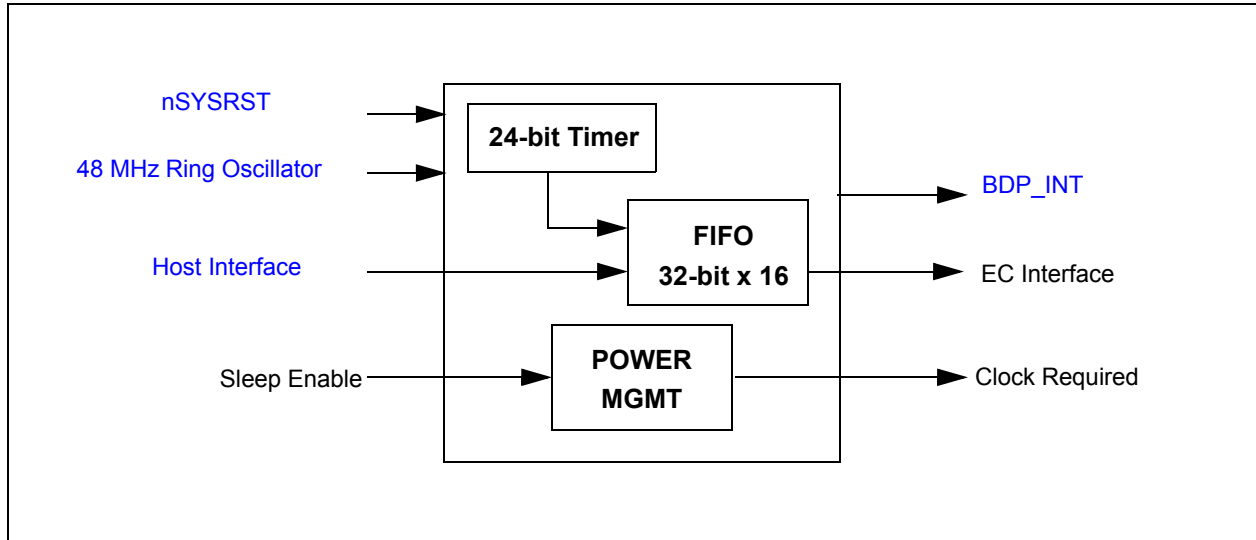 nSYSRST
24-bit Timer
48 MHz Ring Oscillator
BDP_INT
FIFO
32-bit x 16
Host Interface
EC Interface
Sleep Enable
POWER
MGMT
Clock Required